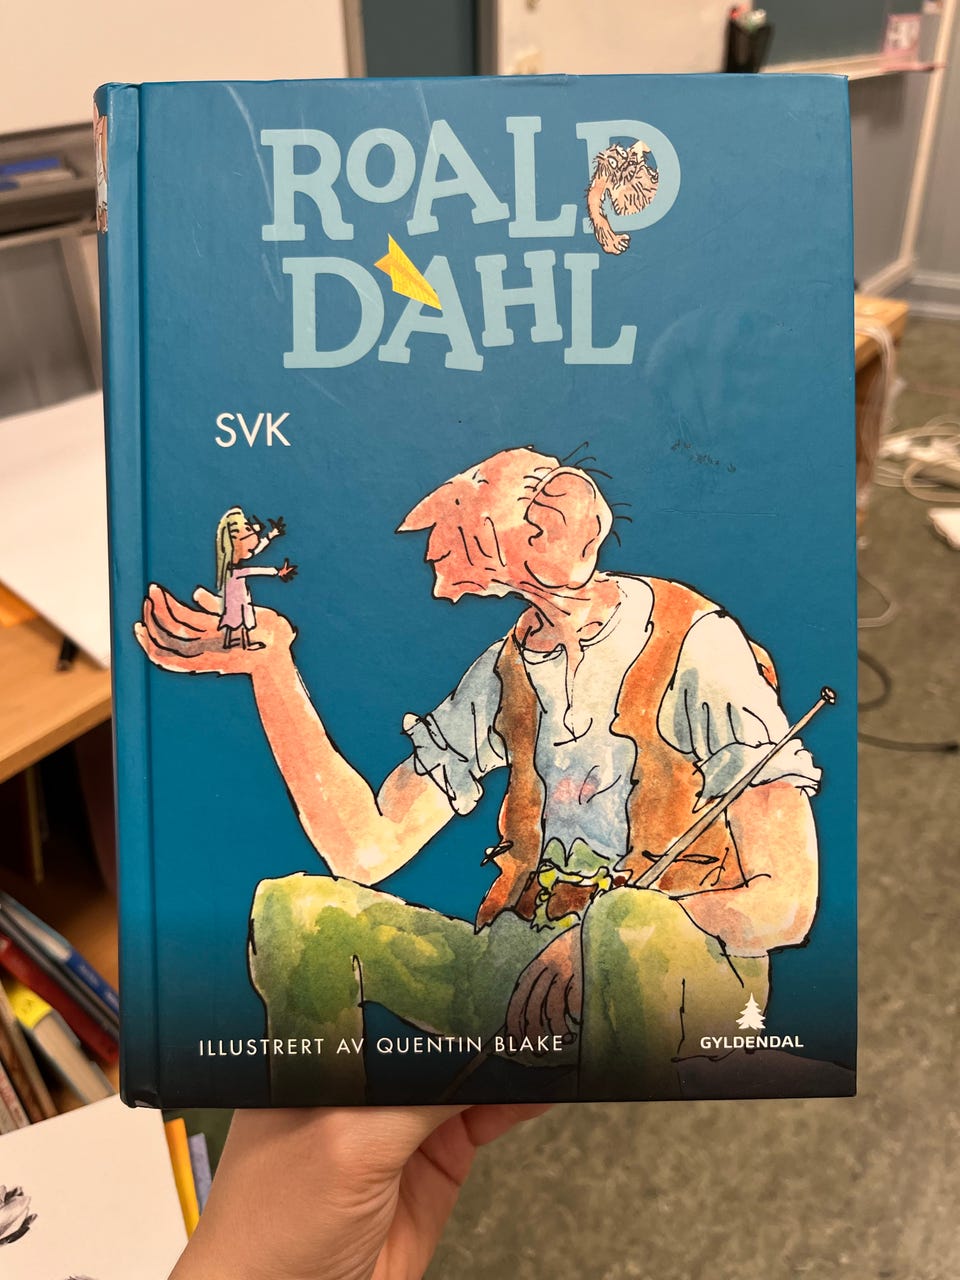 ROALD
DAHL
SVK
ILLUSTRERT AV QUENTIN BLAKE
GYLDENDAL